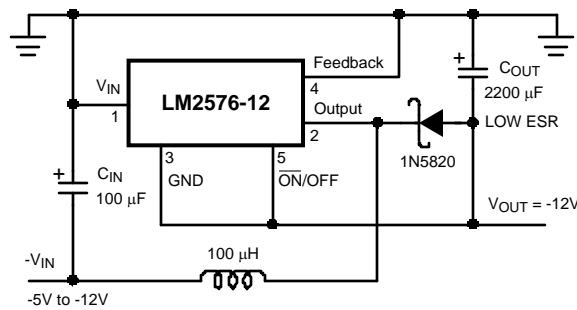 Feedback
+
C_OUT
V_IN
LM2576-12
4
2200 μF
1
Output
2
LOW ESR
3
5
1N5820
+
C_IN
GND
O̅N̅/OFF
100 μF
V_OUT = -12V
100 μH
-V_IN
-5V to -12V